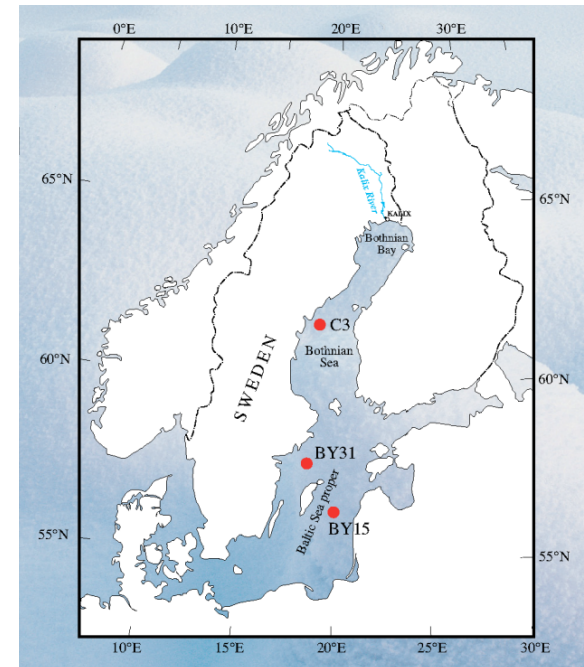 0°E 10°E 20°E 30°E
65°N
65°N
Kalix River
KALIX
Bothnian
Bay
C3
Bothnian
Sea
60°N
60°N
SWEDEN
BY31
Baltic Sea proper
BY15
55°N
55°N
10°E 15°E 20°E 25°E 30°E